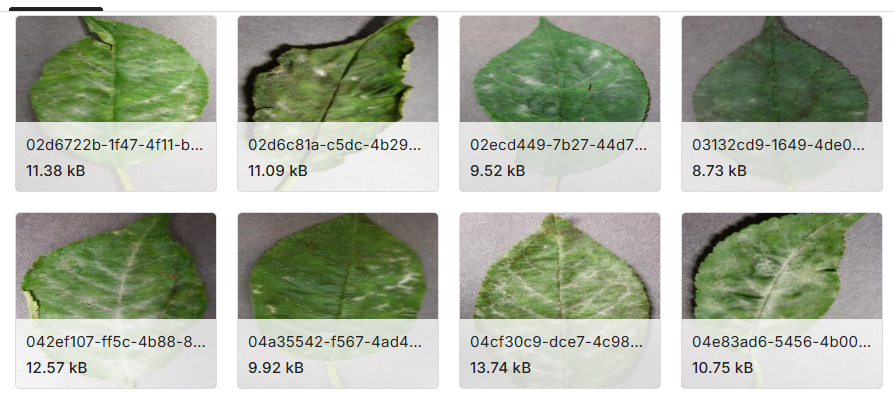 02d6722b-1f47-4f11-b...
11.38 kB
02d6c81a-c5dc-4b29...
11.09 kB
02ecd449-7b27-44d7...
9.52 kB
03132cd9-1649-4de0...
8.73 kB
042ef107-ff5c-4b88-8...
12.57 kB
04a35542-f567-4ad4...
9.92 kB
04cf30c9-dce7-4c98...
13.74 kB
04e83ad6-5456-4b00...
10.75 kB